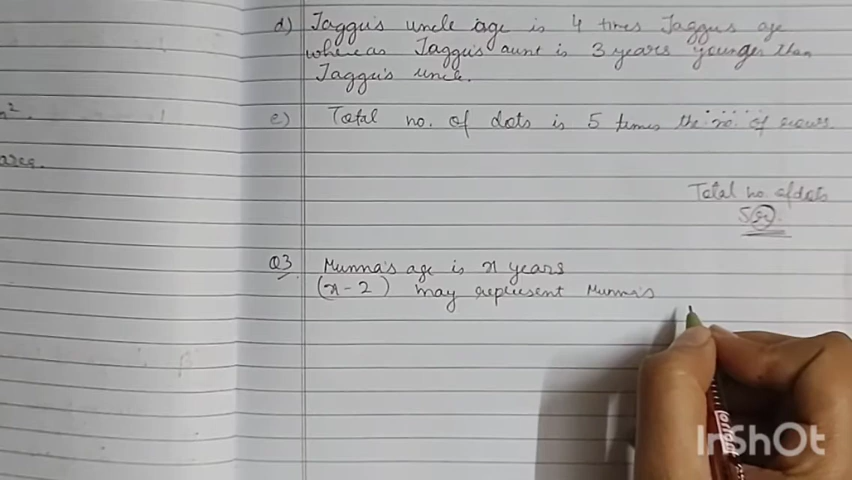 d) Jaggu's uncle age is 4 times Jaggu's age
whereas Jaggu's aunt is 3 years younger than
Jaggu's uncle.
e) Total no. of dots is 5 times the no. of rows
area.
Total no. of dots
5
Q3 Munna's age is x years
(x-2) may represent Munna's
InShOt